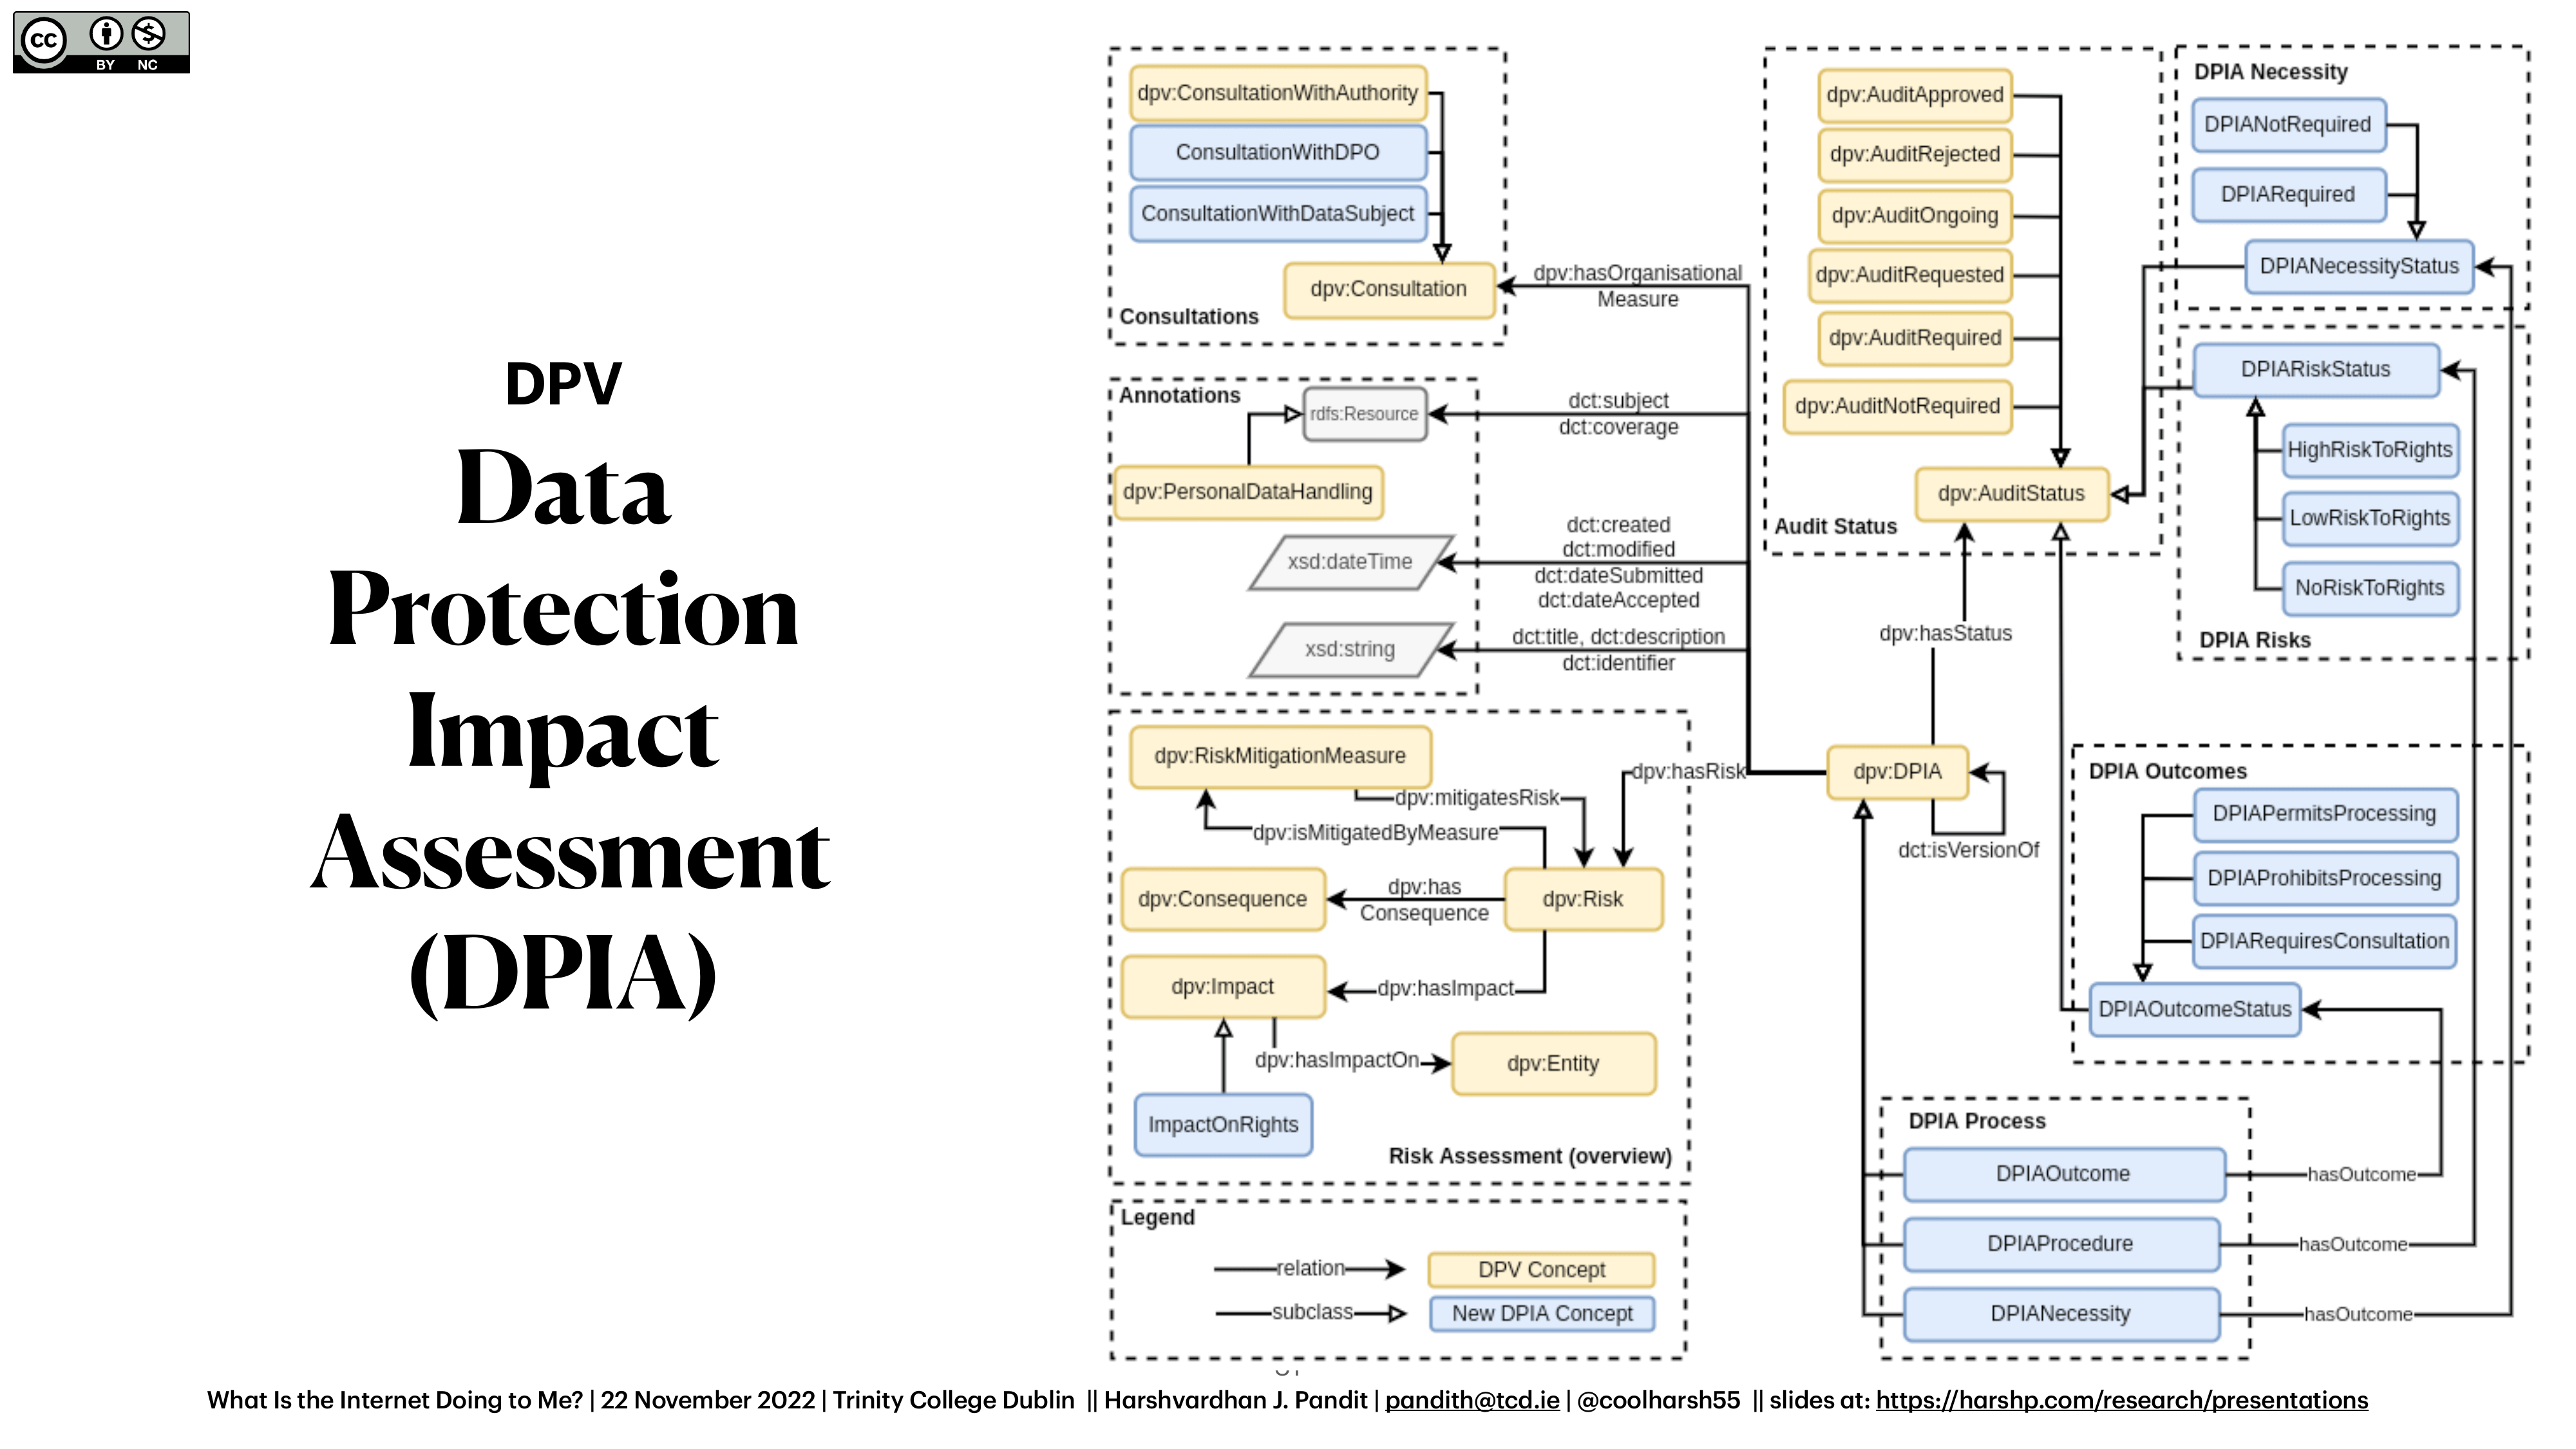 CC
BY NC
DPV
Data
Protection
Impact
Assessment
(DPIA)
dpv:ConsultationWithAuthority
ConsultationWithDPO
ConsultationWithDataSubject
dpv:Consultation
Consultations
dpv:hasOrganisational
Measure
Annotations
rdfs:Resource
dct:subject
dct:coverage
dpv:PersonalDataHandling
xsd:dateTime
dct:created
dct:modified
dct:dateSubmitted
dct:dateAccepted
xsd:string
dct:title, dct:description
dct:identifier
dpv:RiskMitigationMeasure
dpv:mitigatesRisk
dpv:isMitigatedByMeasure
dpv:hasRisk
dpv:Consequence
dpv:has
Consequence
dpv:Risk
dpv:Impact
dpv:hasImpact
dpv:hasImpactOn
dpv:Entity
ImpactOnRights
Risk Assessment (overview)
Legend
relation
DPV Concept
subclass
New DPIA Concept
dpv:AuditApproved
dpv:AuditRejected
dpv:AuditOngoing
dpv:AuditRequested
dpv:AuditRequired
dpv:AuditNotRequired
dpv:AuditStatus
Audit Status
dpv:hasStatus
dpv:DPIA
dct:isVersionOf
DPIA Necessity
DPIANotRequired
DPIARequired
DPIANecessityStatus
DPIARiskStatus
HighRiskToRights
LowRiskToRights
NoRiskToRights
DPIA Risks
DPIA Outcomes
DPIAPermitsProcessing
DPIAProhibitsProcessing
DPIARequiresConsultation
DPIAOutcomeStatus
DPIA Process
DPIAOutcome
hasOutcome
DPIAProcedure
hasOutcome
DPIANecessity
hasOutcome
What Is the Internet Doing to Me? | 22 November 2022 | Trinity College Dublin || Harshvardhan J. Pandit | pandith@tcd.ie | @coolharsh55 || slides at: https://harshp.com/research/presentations